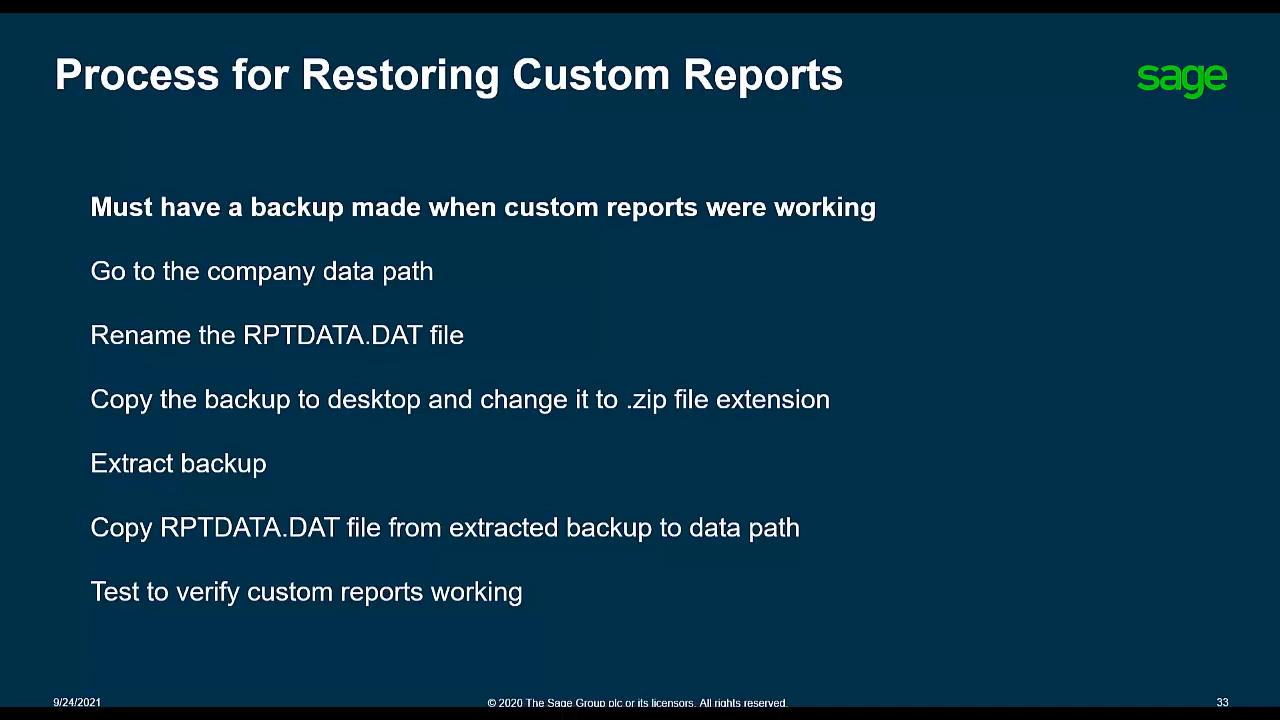 Process for Restoring Custom Reports
sage
Must have a backup made when custom reports were working
Go to the company data path
Rename the RPTDATA.DAT file
Copy the backup to desktop and change it to .zip file extension
Extract backup
Copy RPTDATA.DAT file from extracted backup to data path
Test to verify custom reports working
9/24/2021
© 2020 The Sage Group plc or its licensors. All rights reserved.
33